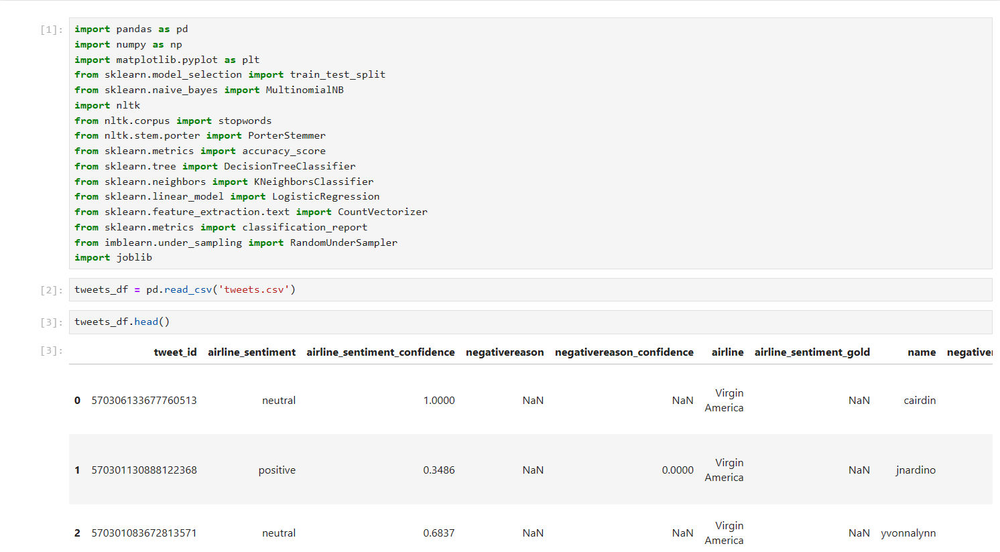 [1]: import pandas as pd
import numpy as np
import matplotlib.pyplot as plt
from sklearn.model_selection import train_test_split
from sklearn.naive_bayes import MultinomialNB
import nltk
from nltk.corpus import stopwords
from nltk.stem.porter import PorterStemmer
from sklearn.metrics import accuracy_score
from sklearn.tree import DecisionTreeClassifier
from sklearn.neighbors import KNeighborsClassifier
from sklearn.linear_model import LogisticRegression
from sklearn.feature_extraction.text import CountVectorizer
from sklearn.metrics import classification_report
from imblearn.under_sampling import RandomUnderSampler
import joblib
[2]: tweets_df = pd.read_csv('tweets.csv')
[3]: tweets_df.head()
[3]: tweet_id airline_sentiment airline_sentiment_confidence negativereason negativereason_confidence airline airline_sentiment_gold name
0 570306133677760513 neutral 1.0000 NaN NaN Virgin America NaN cairdin
1 570301130888122368 positive 0.3486 NaN 0.0000 Virgin America NaN jnardino
2 570301083672813571 neutral 0.6837 NaN NaN Virgin America NaN yvonnalynn